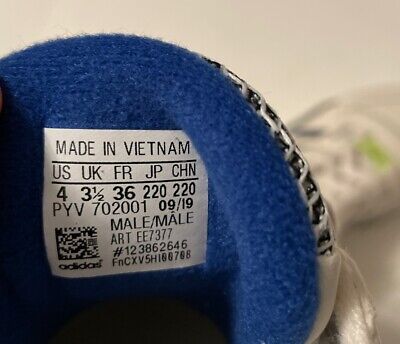 MADE IN VIETNAM
US UK FR JP CHN
4 3½ 36 220 220
PYV 702001 09/19
MALE/MÂLE
ART EE7377
#123862646
adidas FnCXV5HI00708